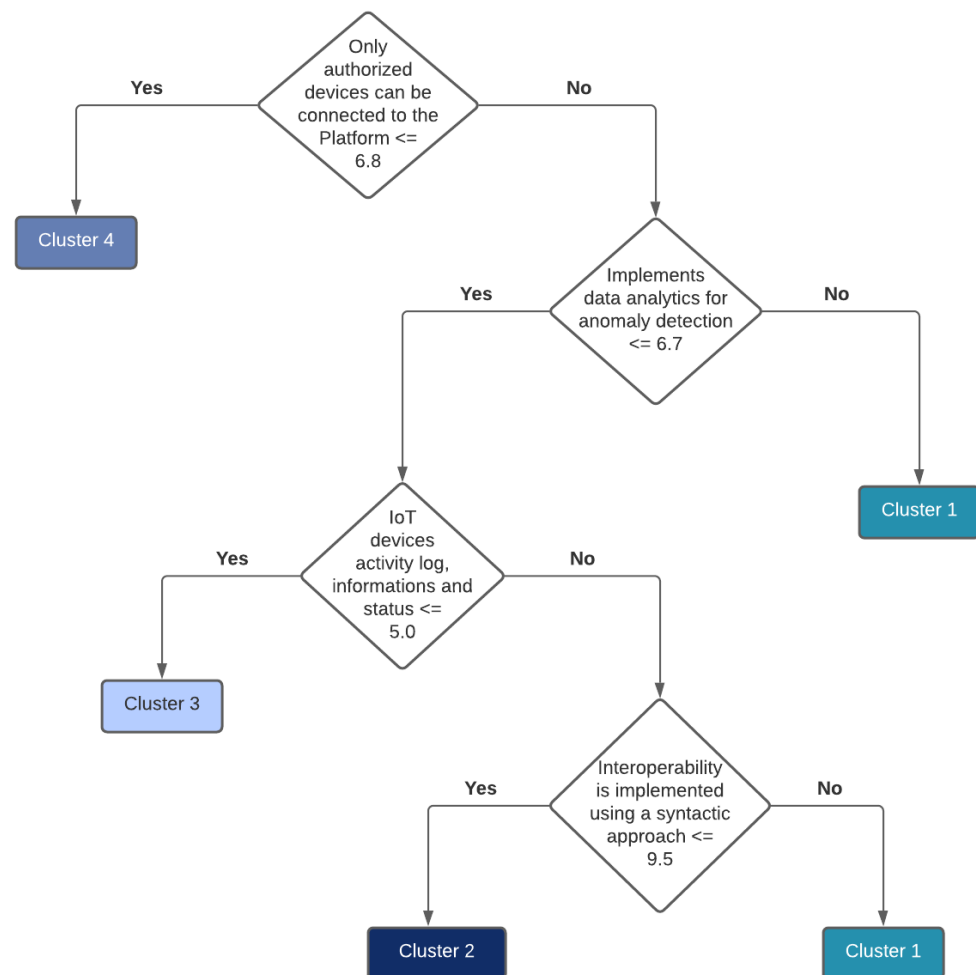 Only
authorized
devices can be
connected to the
Platform <=
6.8
Yes
No
Cluster 4
Implements
data analytics for
anomaly detection
<= 6.7
Yes
No
Cluster 1
IoT
devices
activity log,
informations and
status <=
5.0
Yes
No
Cluster 3
Interoperability
is implemented
using a syntactic
approach <=
9.5
Yes
No
Cluster 2
Cluster 1